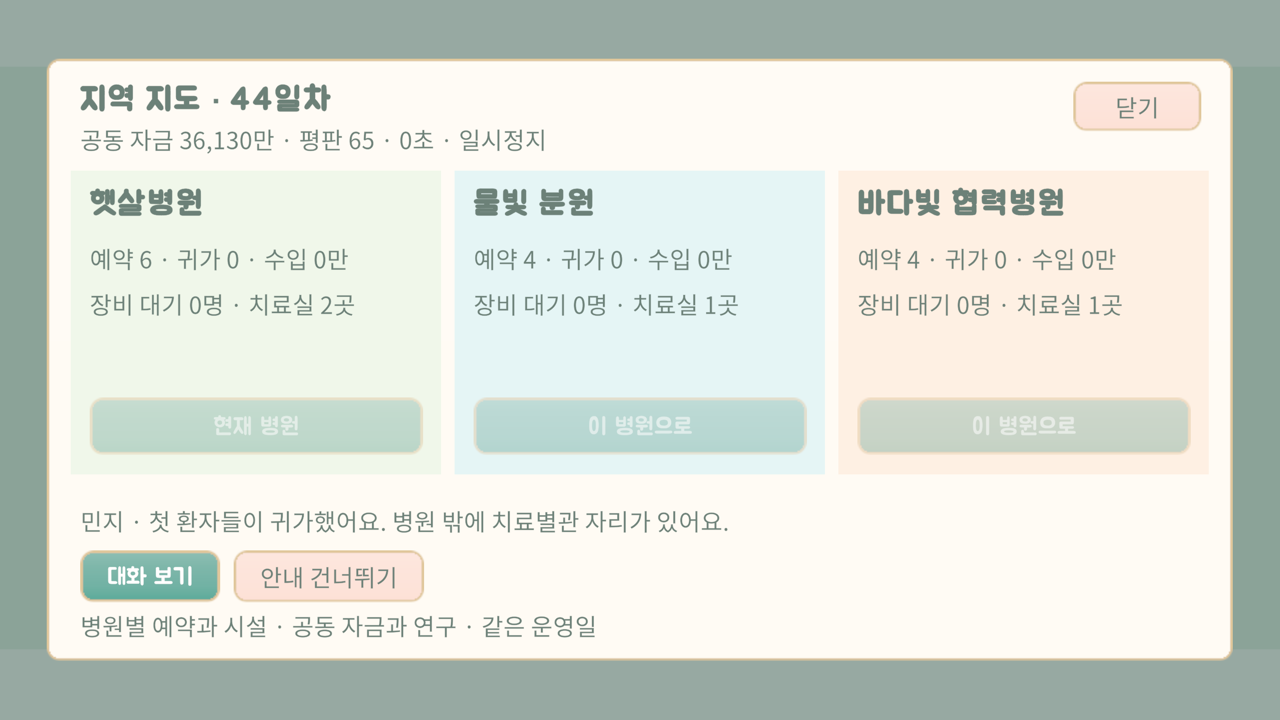 지역 지도 · 44일차
닫기
공동 자금 36,130만 · 평판 65 · 0초 · 일시정지
햇살병원
예약 6 · 귀가 0 · 수입 0만
장비 대기 0명 · 치료실 2곳
현재 병원
물빛 분원
예약 4 · 귀가 0 · 수입 0만
장비 대기 0명 · 치료실 1곳
이 병원으로
바다빛 협력병원
예약 4 · 귀가 0 · 수입 0만
장비 대기 0명 · 치료실 1곳
이 병원으로
민지 · 첫 환자들이 귀가했어요. 병원 밖에 치료별관 자리가 있어요.
대화 보기
안내 건너뛰기
병원별 예약과 시설 · 공동 자금과 연구 · 같은 운영일